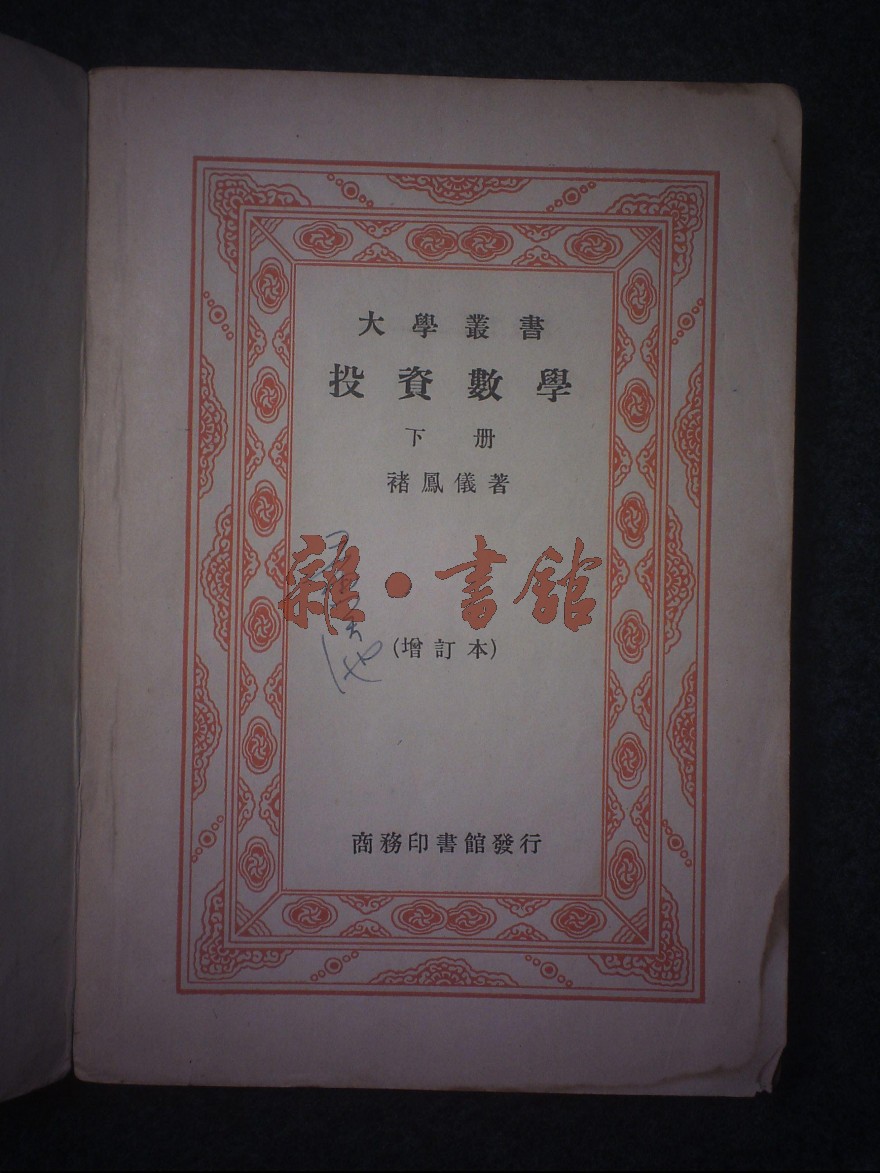 大學叢書
投資數學
下册
褚鳳儀著
雜·書館
(增訂本)
商務印書館發行